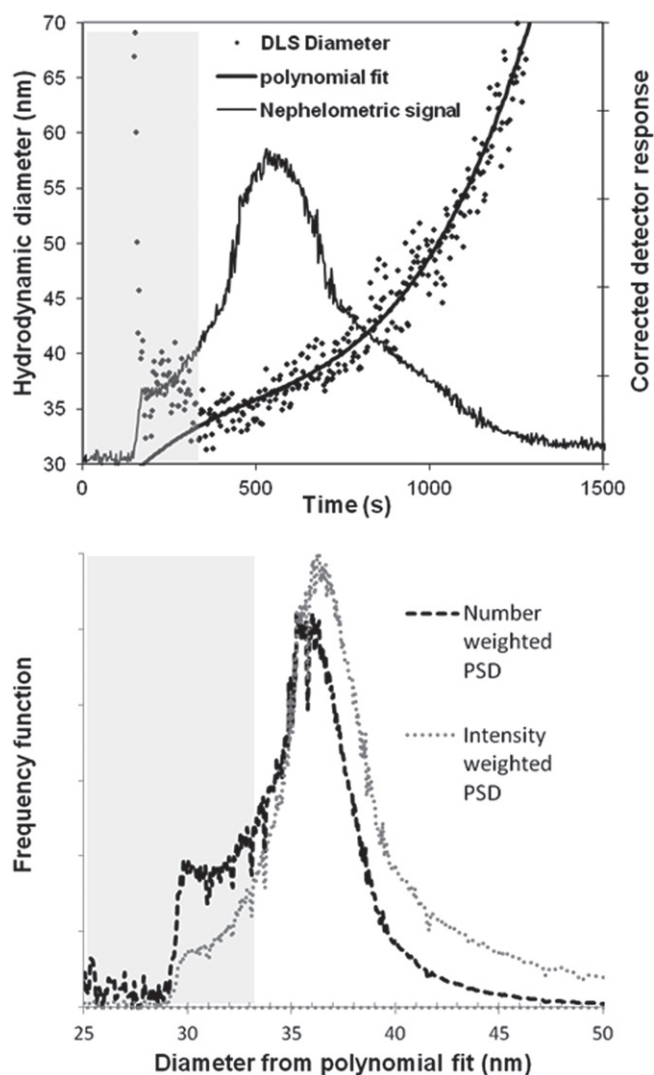 70
65
60
55
50
45
40
35
30
Hydrodynamic diameter (nm)
DLS Diameter
polynomial fit
Nephelometric signal
Corrected detector response
0
500
1000
1500
Time (s)
Frequency function
Number
weighted
PSD
Intensity
weighted
PSD
25
30
35
40
45
50
Diameter from polynomial fit (nm)